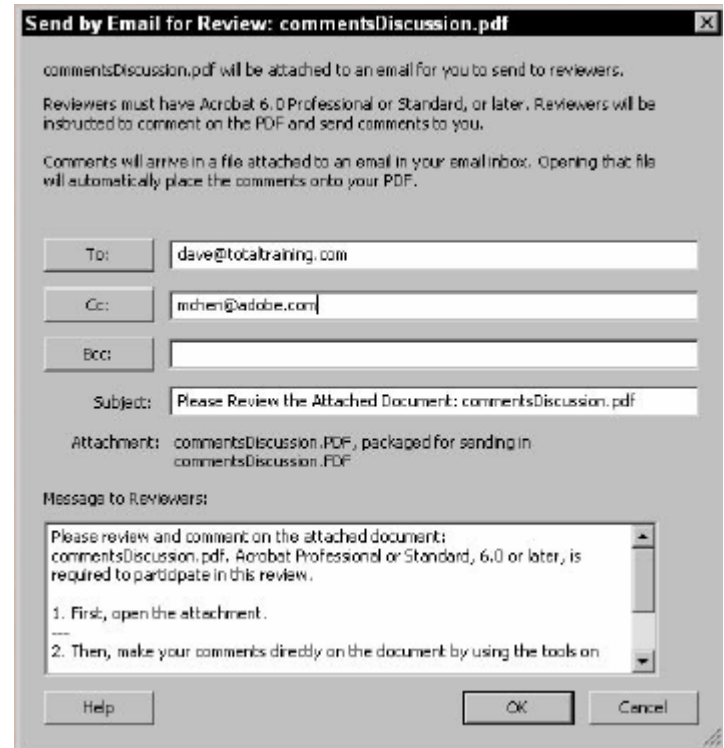 Send by Email for Review: commentsDiscussion.pdf
commentsDiscussion.pdf will be attached to an email for you to send to reviewers.
Reviewers must have Acrobat 6.0 Professional or Standard, or later. Reviewers will be
instructed to comment on the PDF and send comments to you.
Comments will arrive in a file attached to an email in your email inbox. Opening that file
will automatically place the comments onto your PDF.
To: dave@totaltraining.com
Cc: mchen@adobe.com
Bcc:
Subject: Please Review the Attached Document: commentsDiscussion.pdf
Attachment: commentsDiscussion.PDF, packaged for sending in
commentsDiscussion.FDF
Message to Reviewers:
Please review and comment on the attached document:
commentsDiscussion.pdf. Acrobat Professional or Standard, 6.0 or later, is
required to participate in this review.
1. First, open the attachment.
---
2. Then, make your comments directly on the document by using the tools on
Help OK Cancel